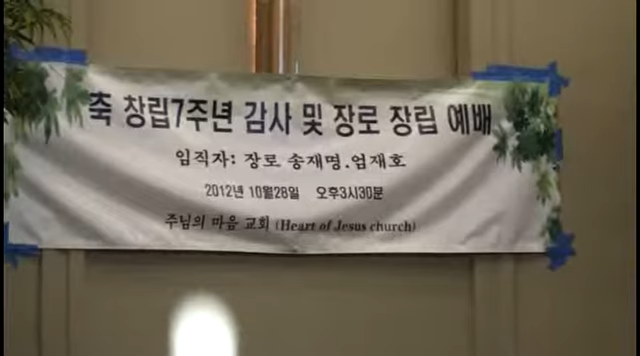 축 창립7주년 감사 및 장로 장립 예배
임직자: 장로 송재명.엄재호
2012년 10월28일 오후3시30분
주님의 마음 교회 (Heart of Jesus church)